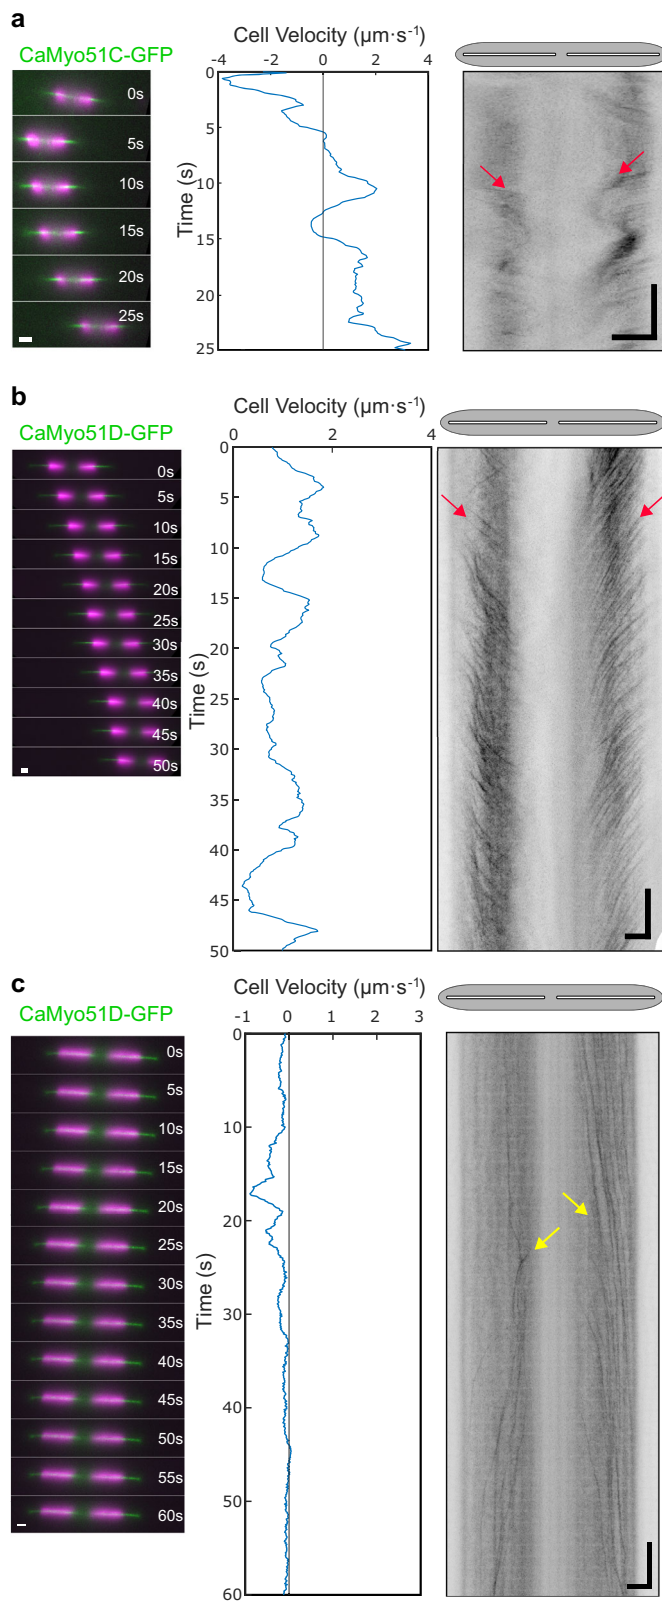 a
CaMyo51C-GFP
0s
5s
10s
15s
20s
25s
Cell Velocity (µm·s⁻¹)
-4 -2 0 2 4
0
5
10
15
20
25
Time (s)
b
CaMyo51D-GFP
0s
5s
10s
15s
20s
25s
30s
35s
40s
45s
50s
Cell Velocity (µm·s⁻¹)
0 2 4
0
5
10
15
20
25
30
35
40
45
50
Time (s)
c
CaMyo51D-GFP
0s
5s
10s
15s
20s
25s
30s
35s
40s
45s
50s
55s
60s
Cell Velocity (µm·s⁻¹)
-1 0 1 2 3
0
10
20
30
40
50
60
Time (s)